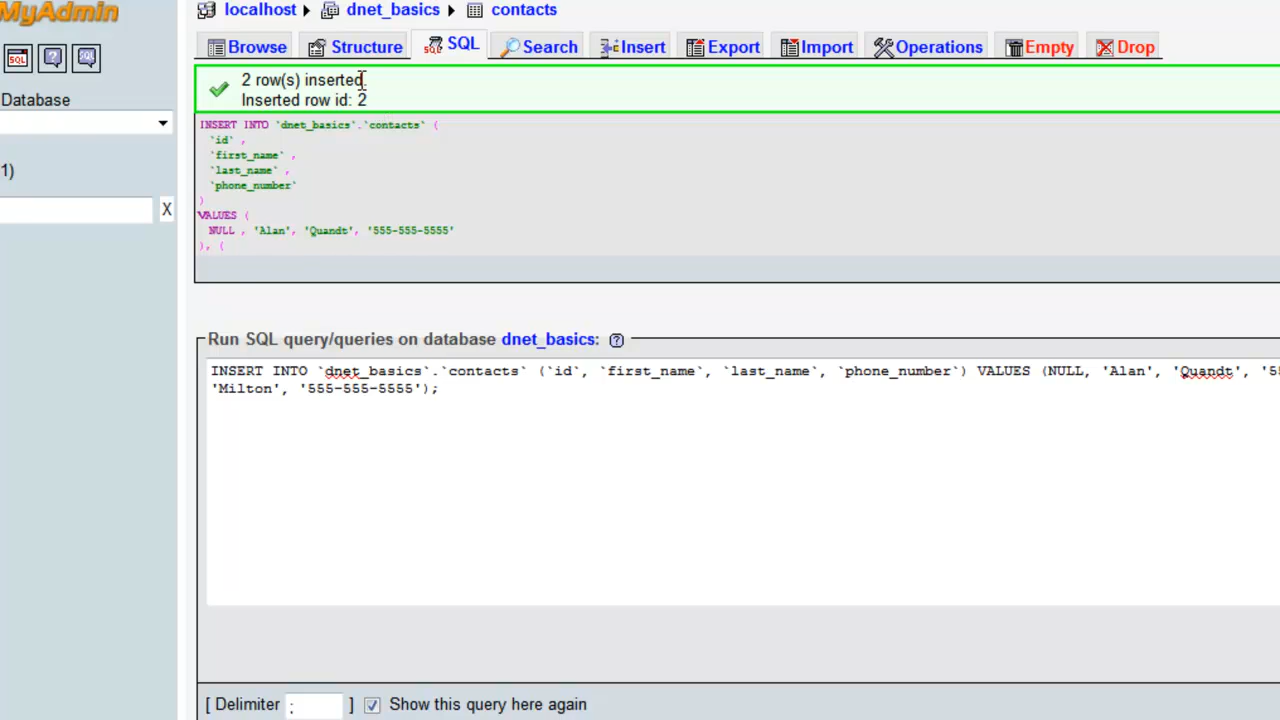 MyAdmin
localhost dnet_basics contacts
Browse Structure SQL Search Insert Export Import Operations Empty Drop
SQL
Database
2 row(s) inserted.
Inserted row id: 2
INSERT INTO `dnet_basics`.`contacts` (
`id` ,
`first_name` ,
`last_name` ,
`phone_number`
)
VALUES (
NULL , 'Alan', 'Quandt', '555-555-5555'
), (
1)
X
Run SQL query/queries on database dnet_basics: ?
INSERT INTO `dnet_basics`.`contacts` (`id`, `first_name`, `last_name`, `phone_number`) VALUES (NULL, 'Alan', 'Quandt', '55
'Milton', '555-555-5555');
[ Delimiter ; ] Show this query here again